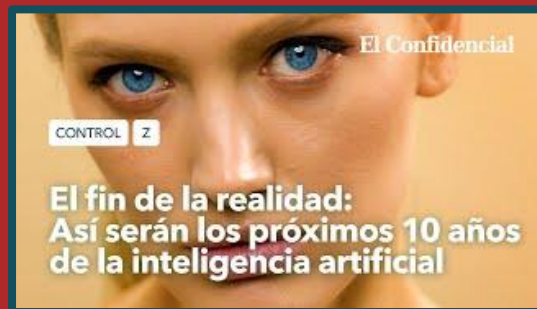 El Confidencial
CONTROL Z
El fin de la realidad:
Así serán los próximos 10 años
de la inteligencia artificial